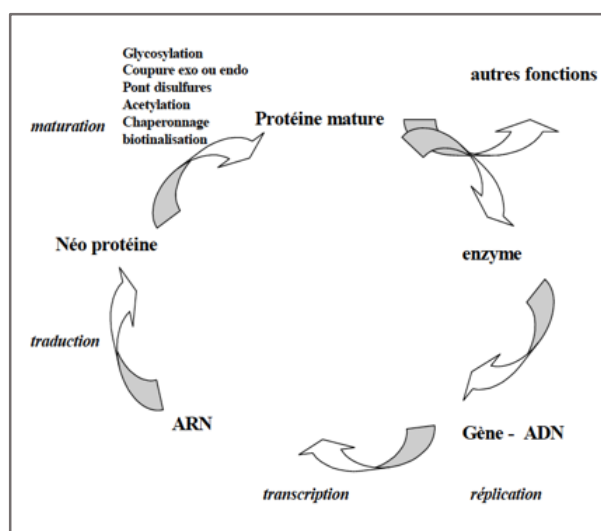 Glycosylation
Coupure exo ou endo
Pont disulfures
Acetylation
Chaperonnage
biotinalisation
maturation
Protéine mature
autres fonctions
Néo protéine
enzyme
traduction
ARN
Gène - ADN
transcription
réplication